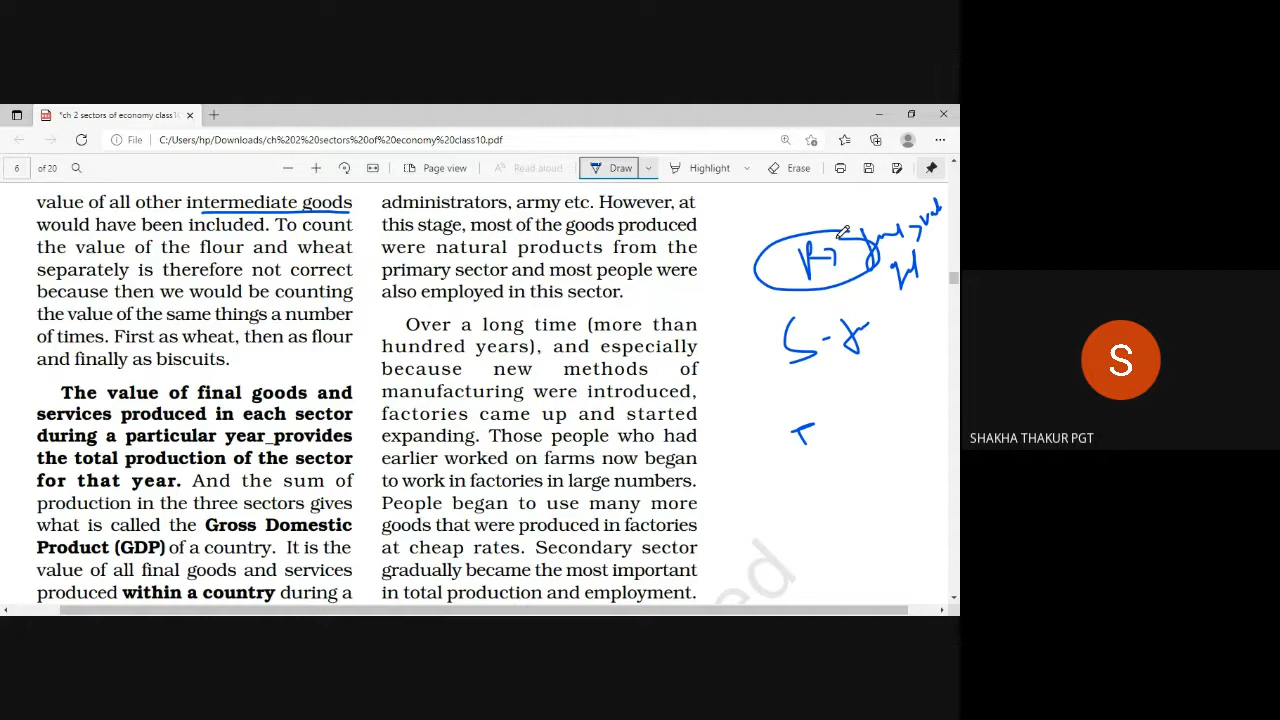 *ch 2 sectors of economy class1
File
C:/Users/hp/Downloads/ch%202%20sectors%20of%20economy%20class10.pdf
6 of 20
Page view
Read aloud
Draw
Highlight
Erase
value of all other intermediate goods
would have been included. To count
the value of the flour and wheat
separately is therefore not correct
because then we would be counting
the value of the same things a number
of times. First as wheat, then as flour
and finally as biscuits.
The value of final goods and
services produced in each sector
during a particular year provides
the total production of the sector
for that year. And the sum of
production in the three sectors gives
what is called the Gross Domestic
Product (GDP) of a country. It is the
value of all final goods and services
produced within a country during a
administrators, army etc. However, at
this stage, most of the goods produced
were natural products from the
primary sector and most people were
also employed in this sector.
Over a long time (more than
hundred years), and especially
because new methods of
manufacturing were introduced,
factories came up and started
expanding. Those people who had
earlier worked on farms now began
to work in factories in large numbers.
People began to use many more
goods that were produced in factories
at cheap rates. Secondary sector
gradually became the most important
in total production and employment.
P
S
T
ed
S
SHAKHA THAKUR PGT